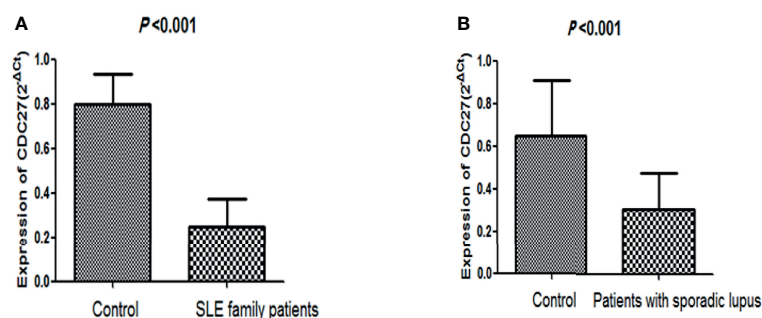 A
P<0.001
Expression of CDC27(2^-ΔCt)
1.0
0.8
0.6
0.4
0.2
0.0
Control
SLE family patients
B
P<0.001
Expression of CDC27(2^-ΔCt)
1.0
0.8
0.6
0.4
0.2
0.0
Control
Patients with sporadic lupus